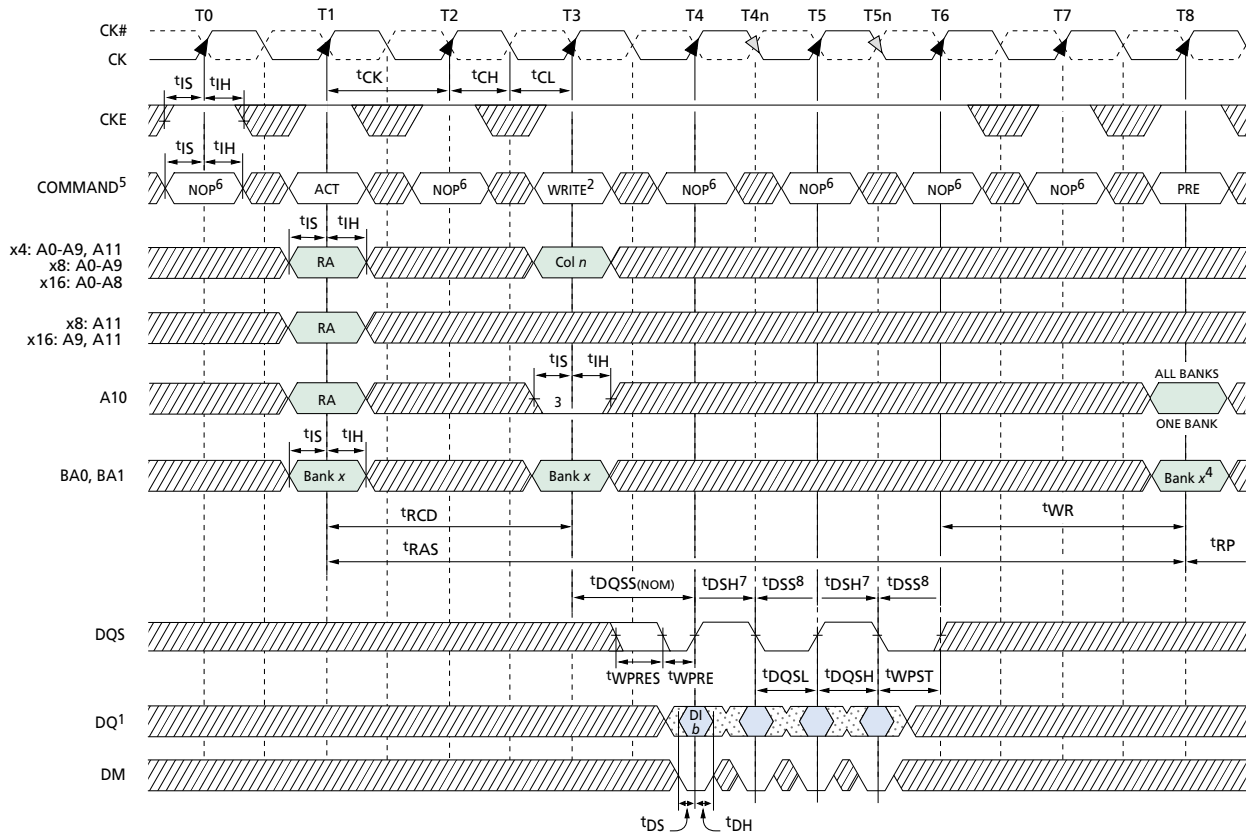 T0 T1 T2 T3 T4 T4n T5 T5n T6 T7 T8
CK#
CK
tIS tIH tCK tCH tCL
CKE
tIS tIH
COMMAND5 NOP6 ACT NOP6 WRITE2 NOP6 NOP6 NOP6 NOP6 PRE
tIS tIH
x4: A0-A9, A11
x8: A0-A9
x16: A0-A8
RA Col n
x8: A11
x16: A9, A11
RA
tIS tIH
ALL BANKS
A10 RA 3
ONE BANK
tIS tIH
BA0, BA1 Bank x Bank x Bank x4
tRCD tWR
tRAS tRP
tDQSS(NOM) tDSH7 tDSS8 tDSH7 tDSS8
DQS
tWPRES tWPRE tDQSL tDQSH tWPST
DQ1 DI
b
DM
tDS tDH